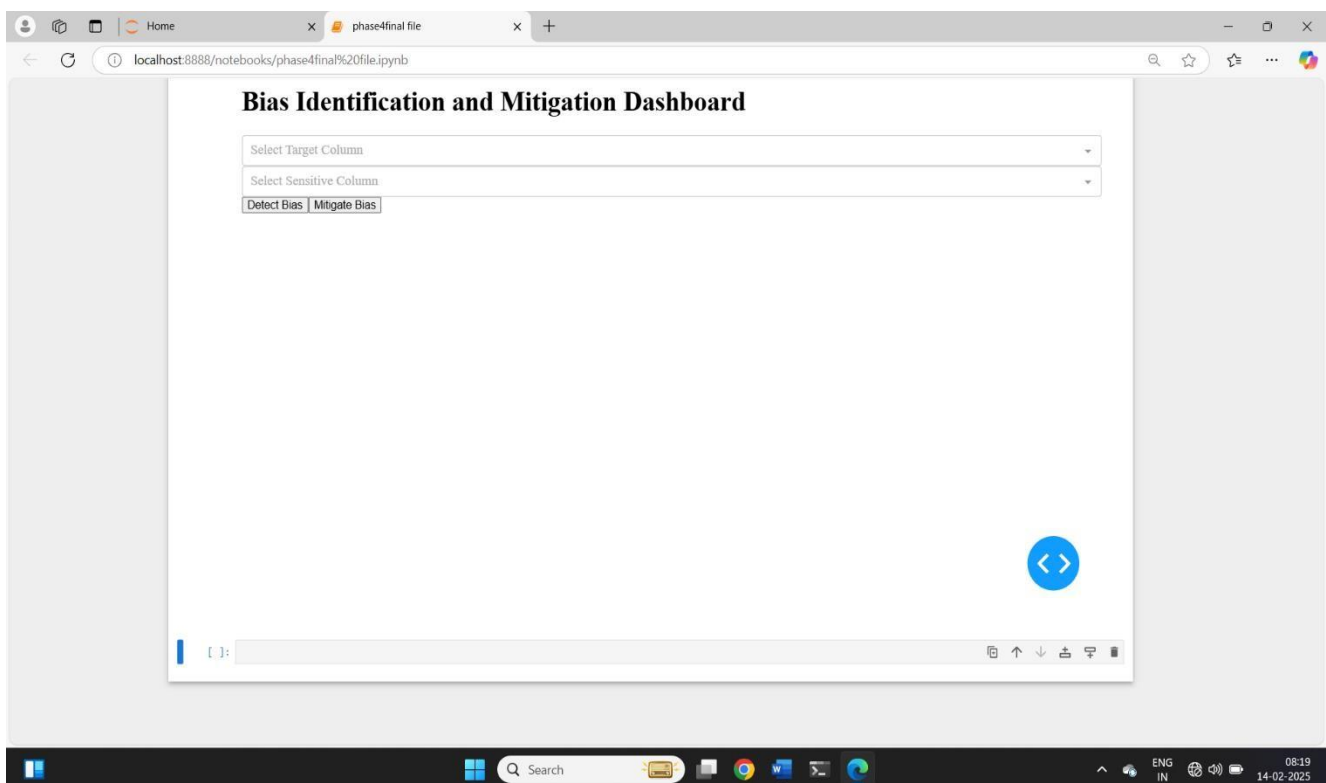 Home
phase4final file
localhost:8888/notebooks/phase4final%20file.ipynb
Bias Identification and Mitigation Dashboard
Select Target Column
Select Sensitive Column
Detect Bias Mitigate Bias
[ ]:
Search
ENG
IN
08:19
14-02-2025